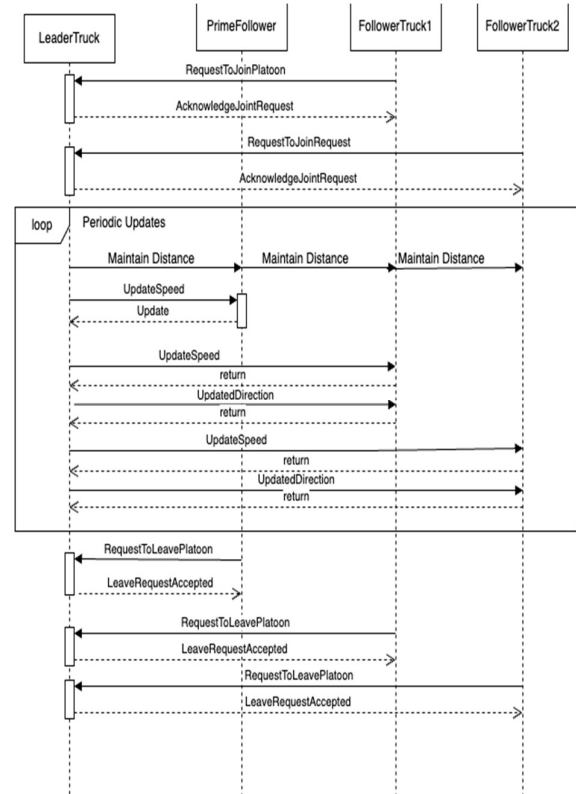 LeaderTruck
PrimeFollower
FollowerTruck1
FollowerTruck2
RequestToJoinPlatoon
AcknowledgeJointRequest
RequestToJoinRequest
AcknowledgeJointRequest
loop
Periodic Updates
Maintain Distance
Maintain Distance
Maintain Distance
UpdateSpeed
Update
UpdateSpeed
return
UpdatedDirection
return
UpdateSpeed
return
UpdatedDirection
return
RequestToLeavePlatoon
LeaveRequestAccepted
RequestToLeavePlatoon
LeaveRequestAccepted
RequestToLeavePlatoon
LeaveRequestAccepted